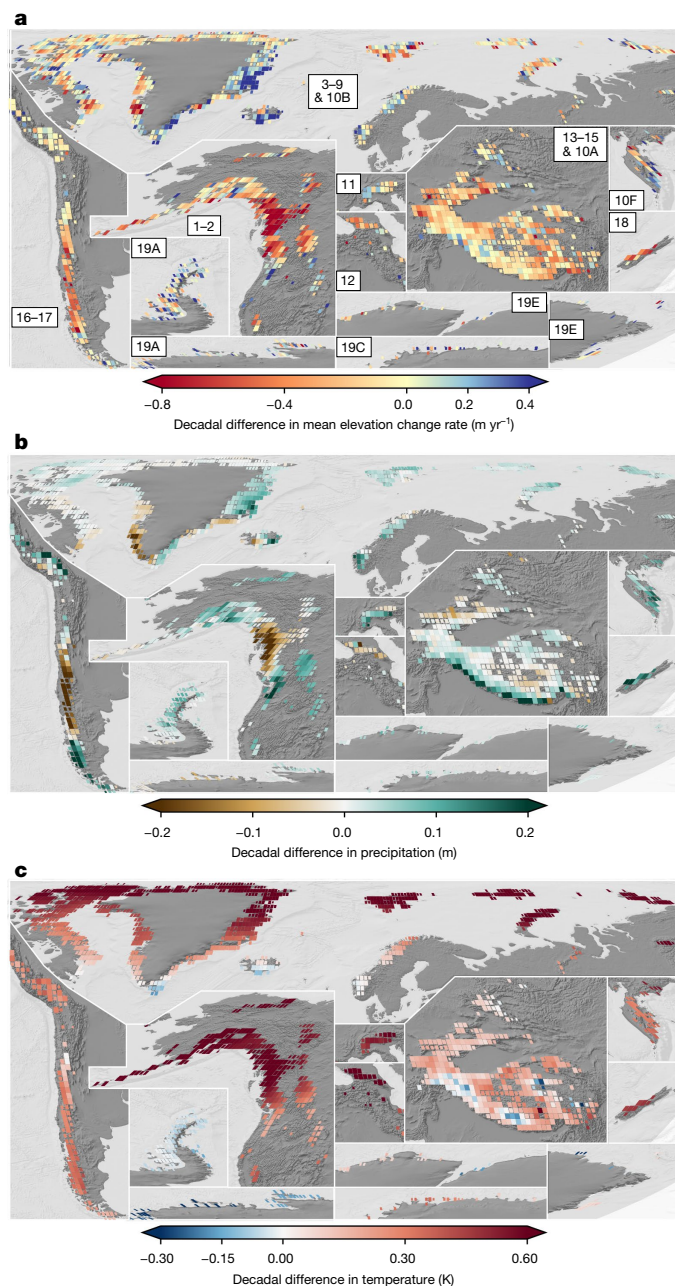 a
3–9
& 10B
13–15
& 10A
11
10F
1–2
18
19A
12
19E
16–17
19E
19A
19C
−0.8
−0.4
0.0
0.2
0.4
Decadal difference in mean elevation change rate (m yr⁻¹)
b
−0.2
−0.1
0.0
0.1
0.2
Decadal difference in precipitation (m)
c
−0.30
−0.15
0.00
0.30
0.60
Decadal difference in temperature (K)